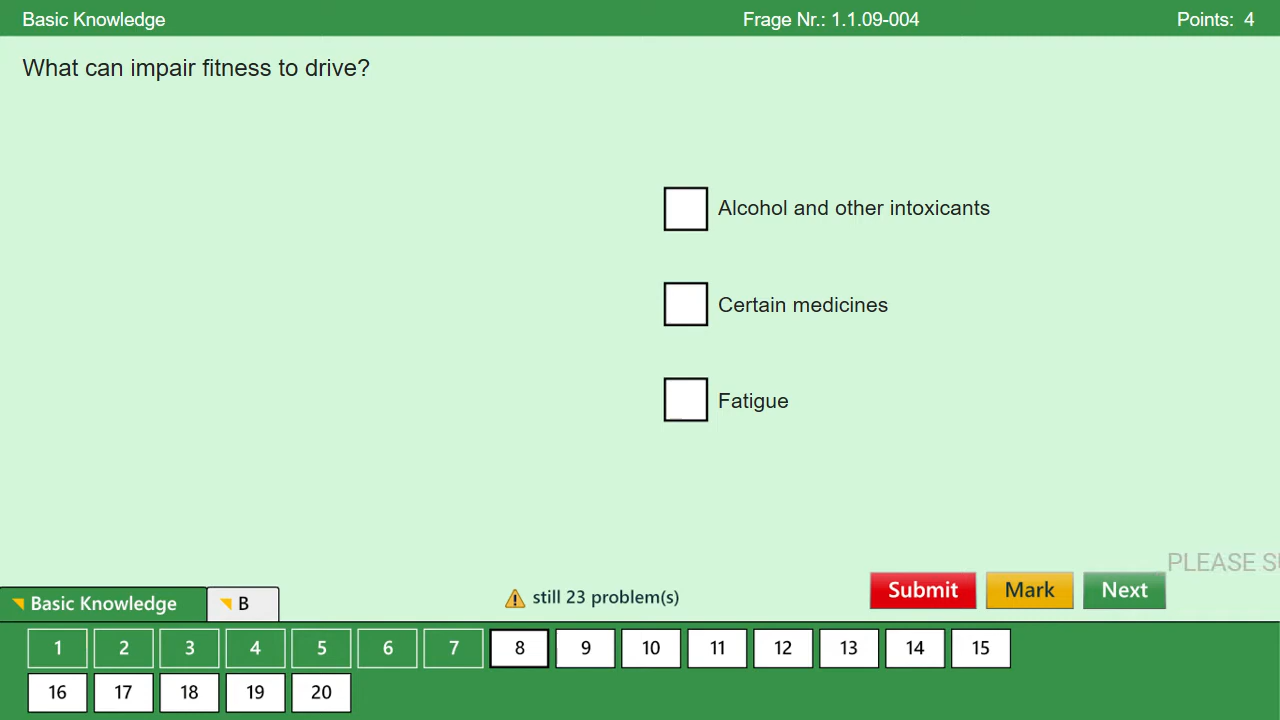 Basic Knowledge Frage Nr.: 1.1.09-004 Points: 4
What can impair fitness to drive?
Alcohol and other intoxicants
Certain medicines
Fatigue
PLEASE
Basic Knowledge B still 23 problem(s) Submit Mark Next
1 2 3 4 5 6 7 8 9 10 11 12 13 14 15
16 17 18 19 20